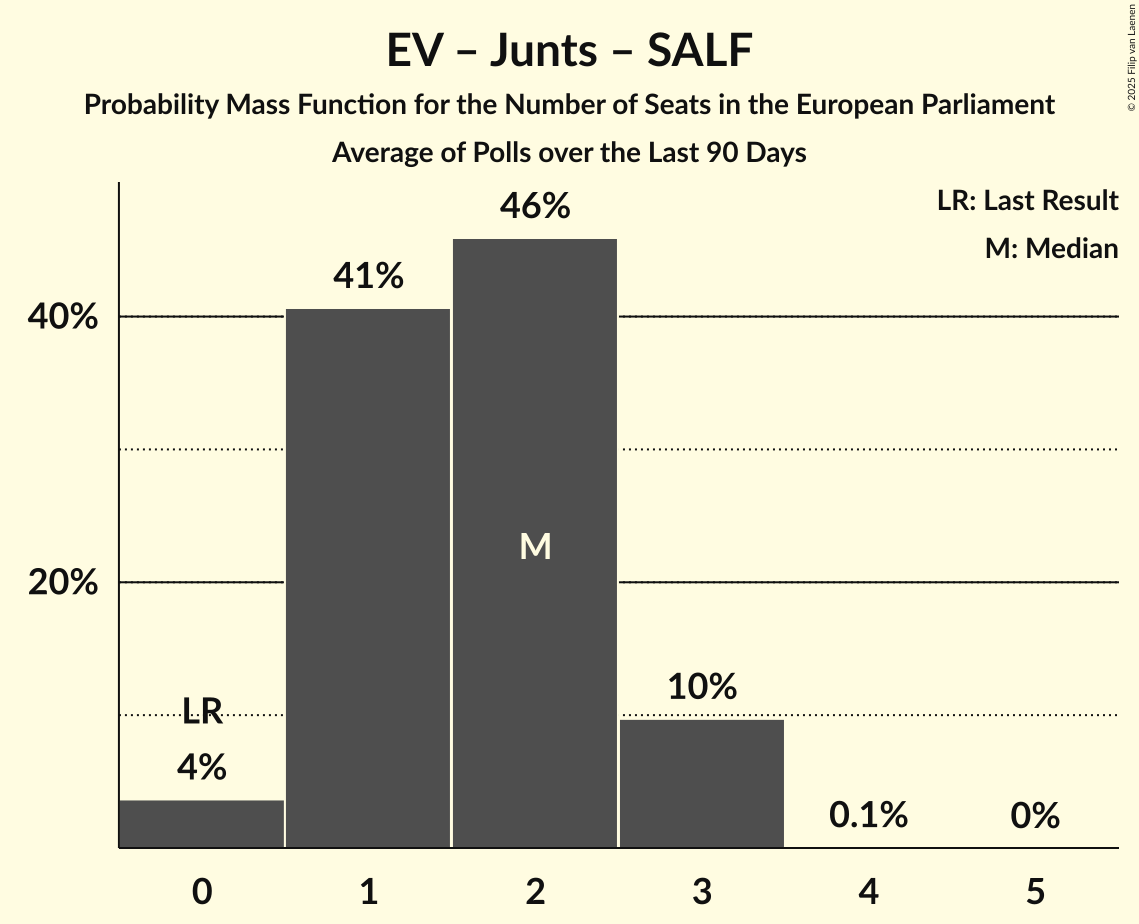 EV – Junts – SALF
Probability Mass Function for the Number of Seats in the European Parliament
Average of Polls over the Last 90 Days
© 2025 Filip van Laenen
LR: Last Result
M: Median
46%
41%
40%
M
20%
10%
LR
4%
0.1%
0%
0 1 2 3 4 5